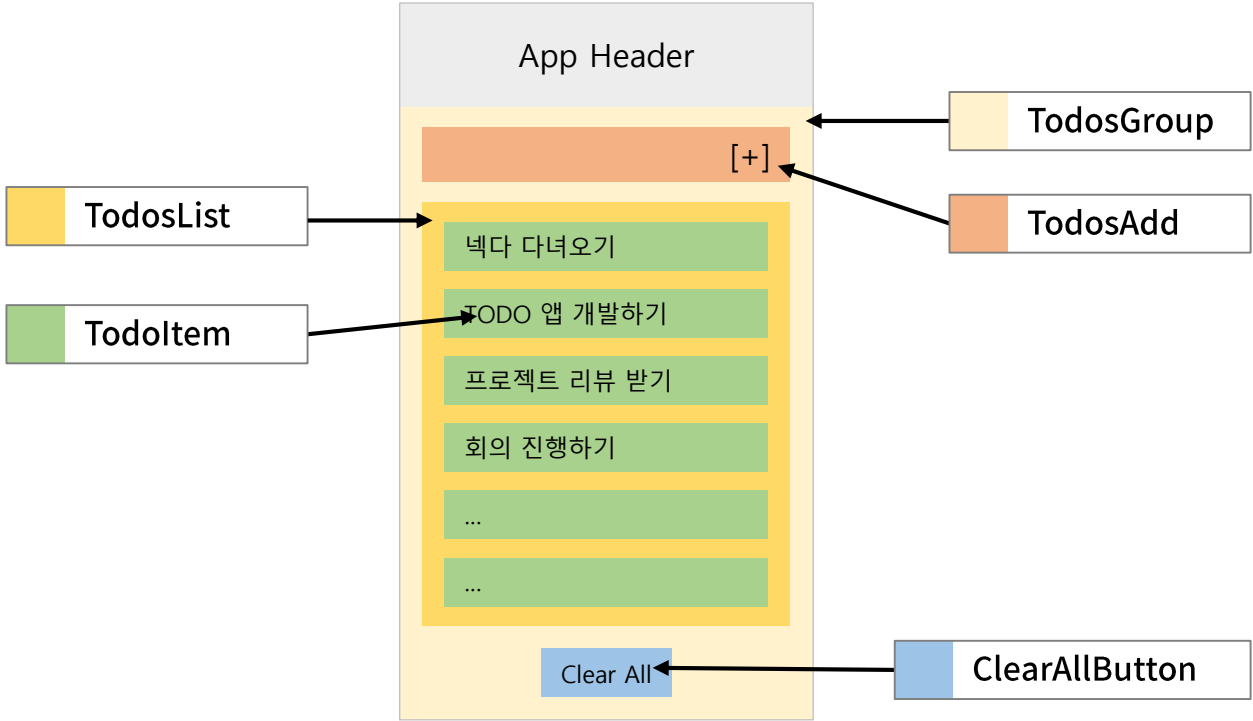 App Header
TodosGroup
[+]
TodosAdd
TodosList
넥다 다녀오기
TodoItem
TODO 앱 개발하기
프로젝트 리뷰 받기
회의 진행하기
...
...
Clear All
ClearAllButton